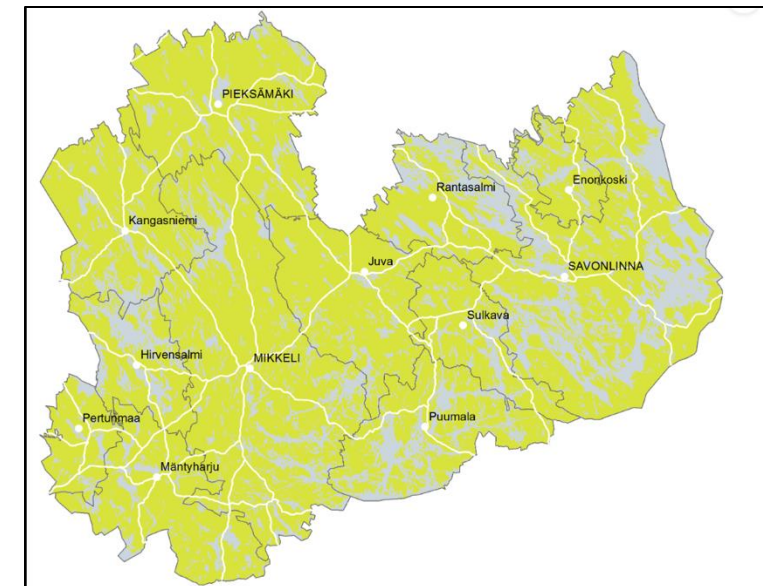 PIEKSÄMÄKI
Rantasalmi
Enonkoski
Kangasniemi
Juva
SAVONLINNA
Sulkava
Hirvensalmi
MIKKELI
Pertunmaa
Puumala
Mäntyharju